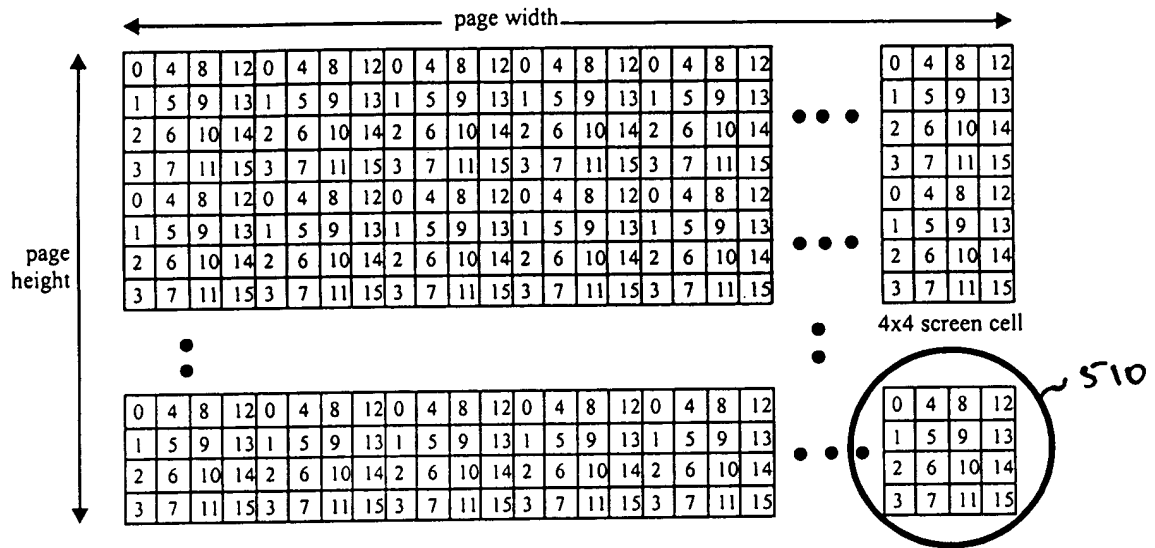 page width
0 4 8 12 0 4 8 12 0 4 8 12 0 4 8 12 0 4 8 12 0 4 8 12
1 5 9 13 1 5 9 13 1 5 9 13 1 5 9 13 1 5 9 13 1 5 9 13
2 6 10 14 2 6 10 14 2 6 10 14 2 6 10 14 2 6 10 14 2 6 10 14
3 7 11 15 3 7 11 15 3 7 11 15 3 7 11 15 3 7 11 15 3 7 11 15
0 4 8 12 0 4 8 12 0 4 8 12 0 4 8 12 0 4 8 12 0 4 8 12
1 5 9 13 1 5 9 13 1 5 9 13 1 5 9 13 1 5 9 13 1 5 9 13
page
2 6 10 14 2 6 10 14 2 6 10 14 2 6 10 14 2 6 10 14 2 6 10 14
height
3 7 11 15 3 7 11 15 3 7 11 15 3 7 11 15 3 7 11 15 3 7 11 15
4x4 screen cell
510
0 4 8 12 0 4 8 12 0 4 8 12 0 4 8 12 0 4 8 12 0 4 8 12
1 5 9 13 1 5 9 13 1 5 9 13 1 5 9 13 1 5 9 13 1 5 9 13
2 6 10 14 2 6 10 14 2 6 10 14 2 6 10 14 2 6 10 14 2 6 10 14
3 7 11 15 3 7 11 15 3 7 11 15 3 7 11 15 3 7 11 15 3 7 11 15